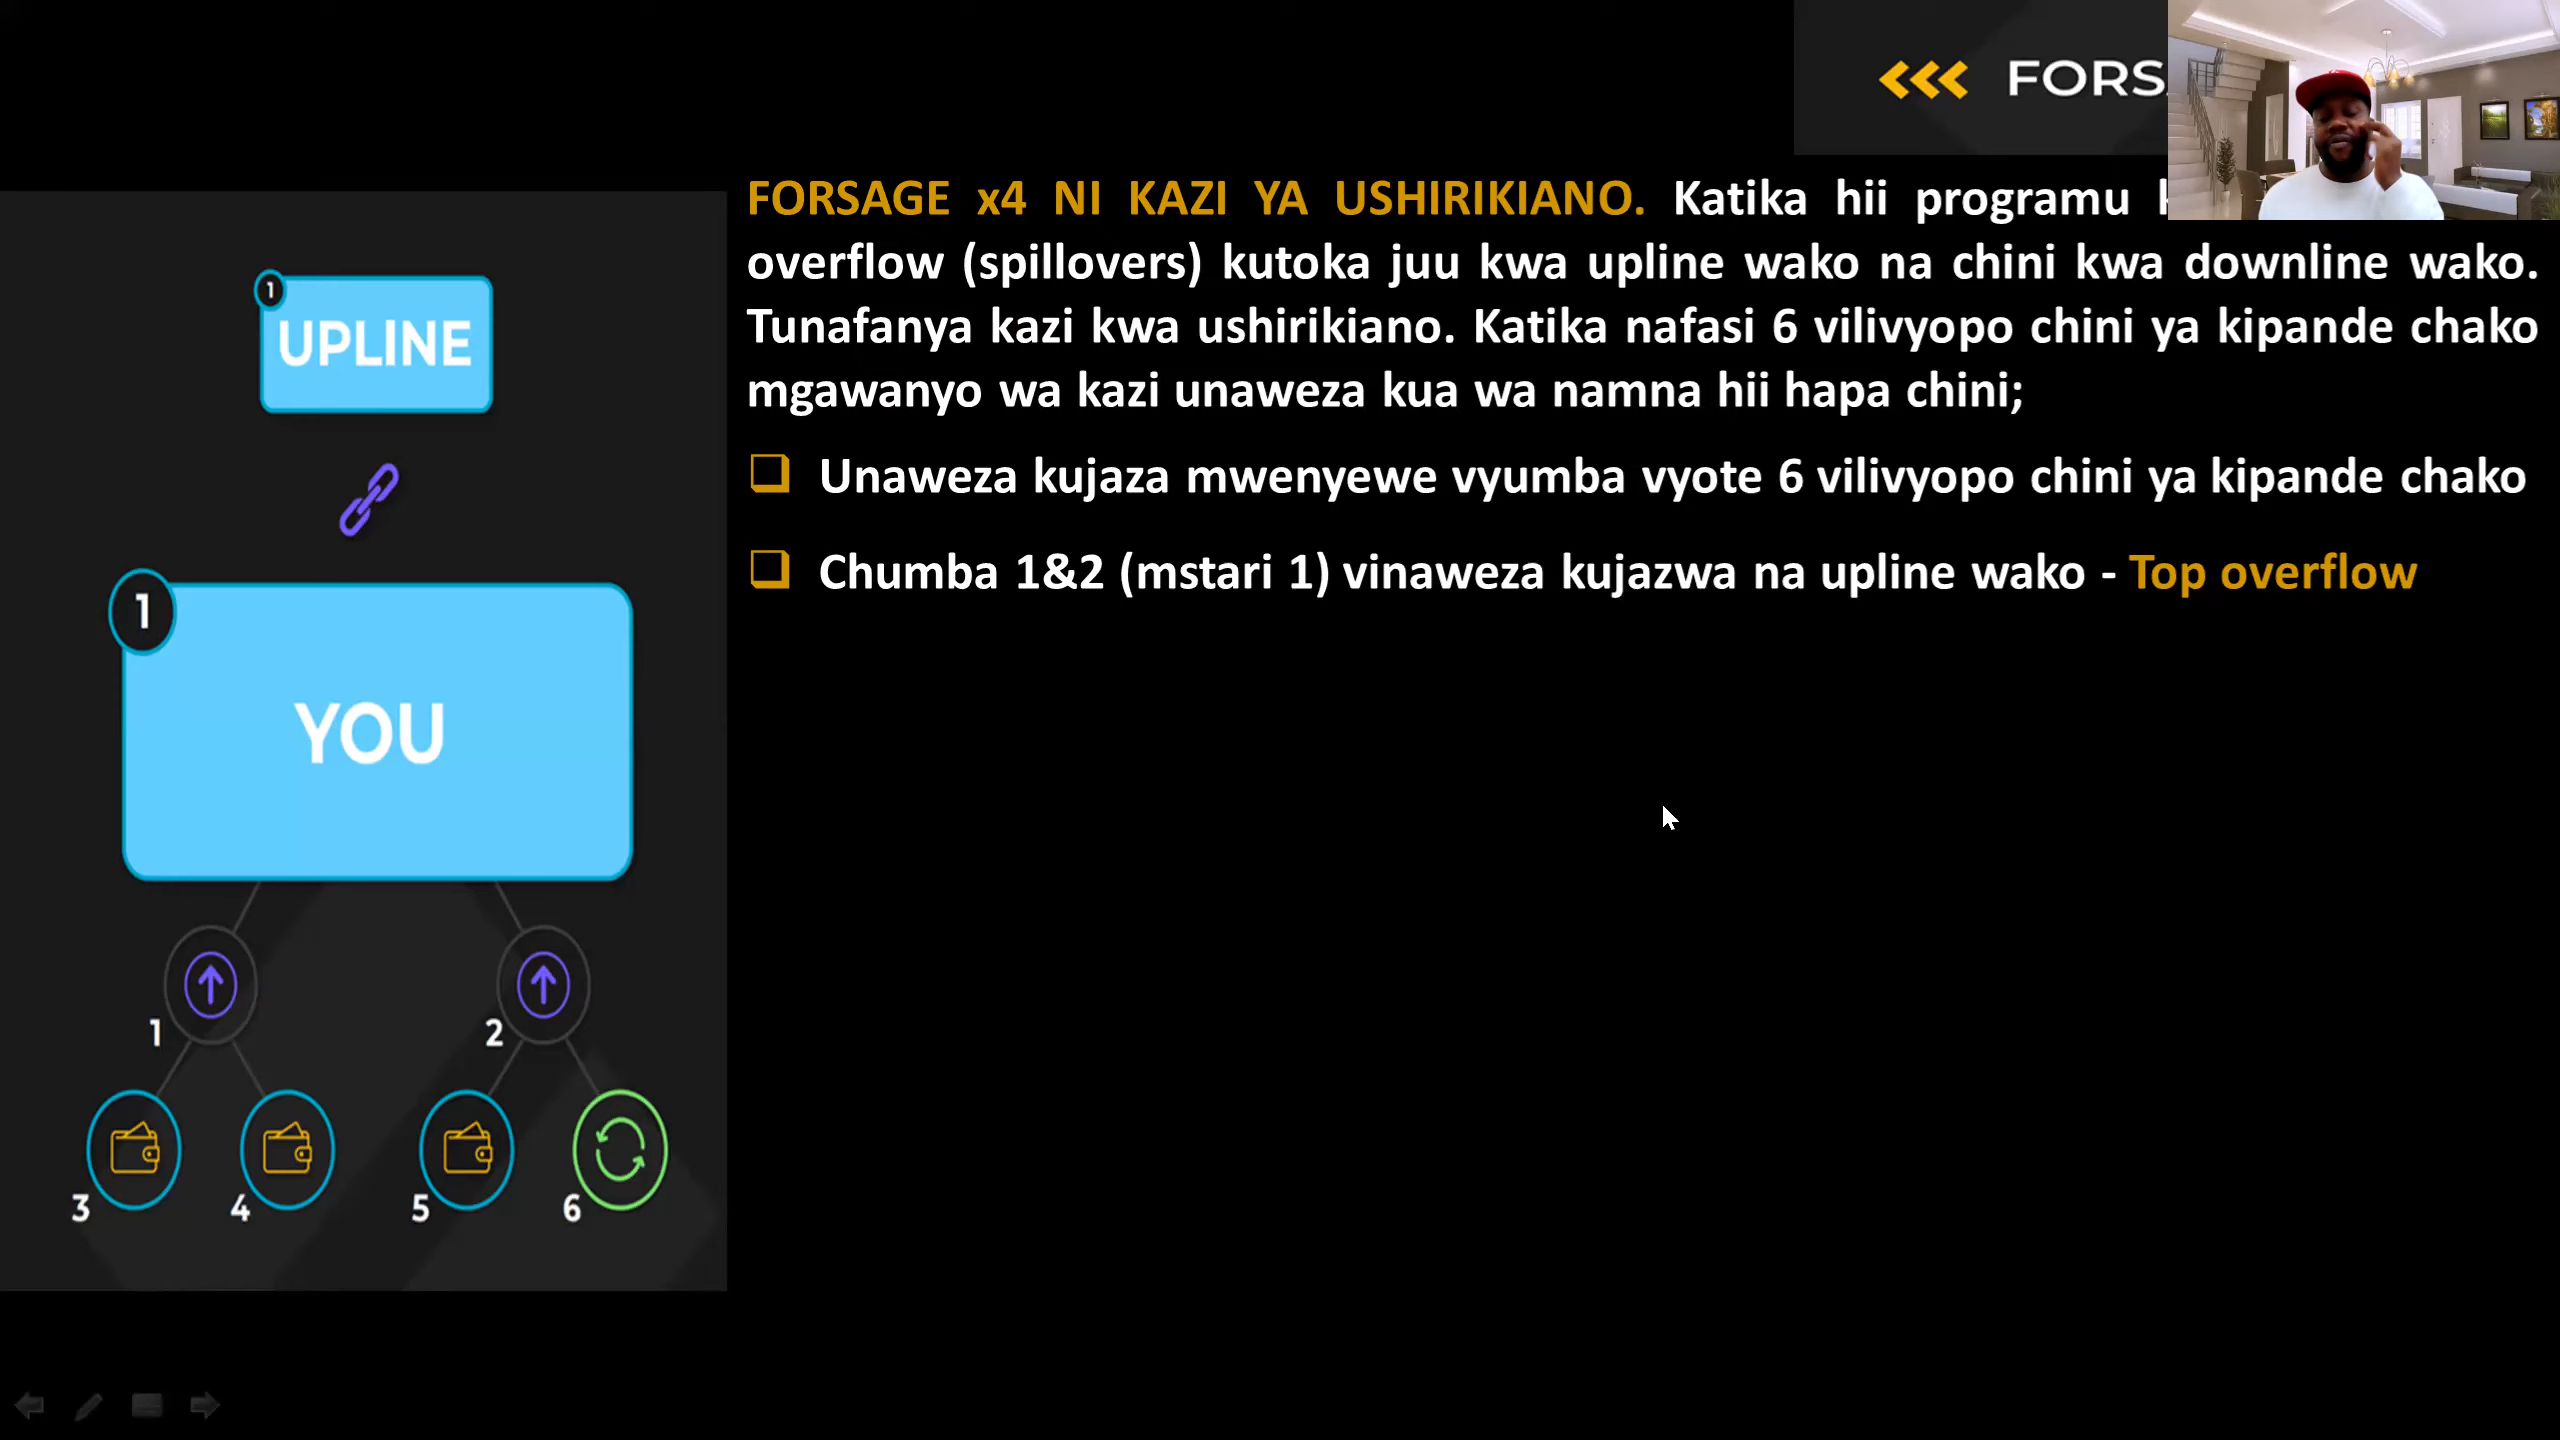 <<< FORS
FORSAGE x4 NI KAZI YA USHIRIKIANO. Katika hii programu
overflow (spillovers) kutoka juu kwa upline wako na chini kwa downline wako.
Tunafanya kazi kwa ushirikiano. Katika nafasi 6 vilivyopo chini ya kipande chako
mgawanyo wa kazi unaweza kua wa namna hii hapa chini;
Unaweza kujaza mwenyewe vyumba vyote 6 vilivyopo chini ya kipande chako
Chumba 1&2 (mstari 1) vinaweza kujazwa na upline wako - Top overflow
1
UPLINE
1
YOU
1 2
3 4 5 6